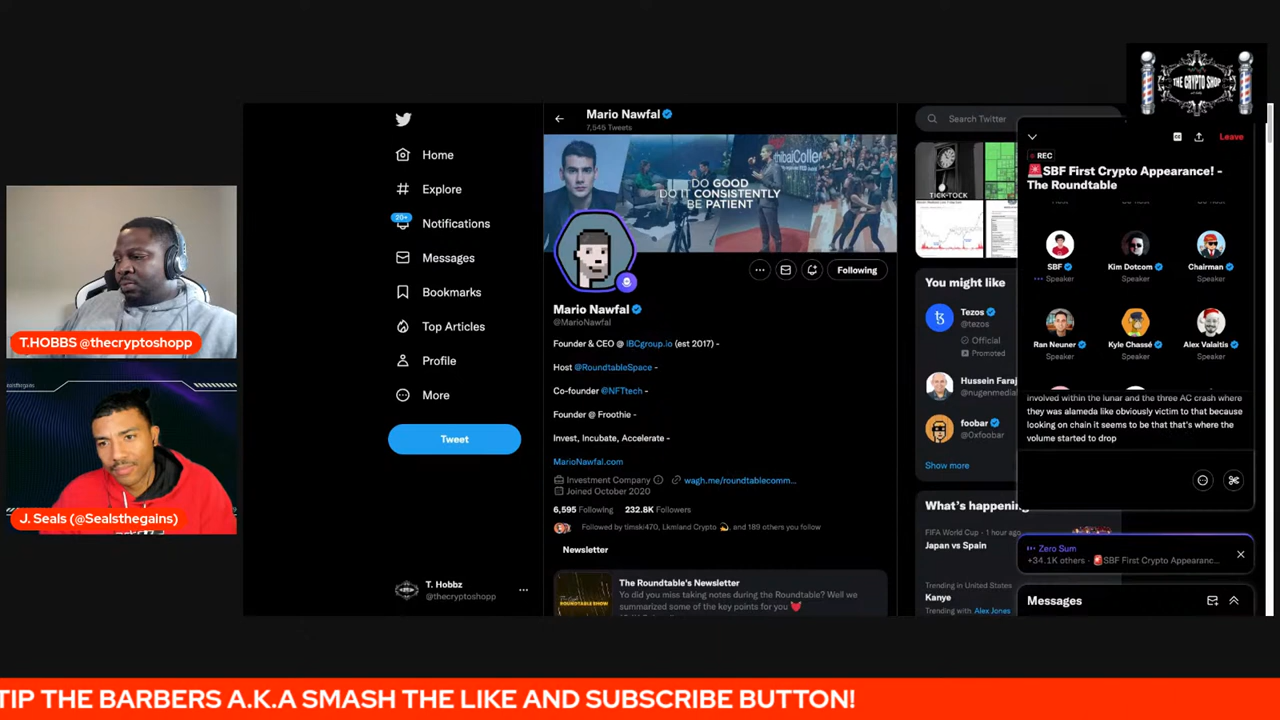 THE CRYPTO SHOP
T.HOBBS @thecryptoshopp
J. Seals (@Sealsthegains)
Home
Explore
20+
Notifications
Messages
Bookmarks
Top Articles
Profile
More
Tweet
T. Hobbz
@thecryptoshopp
Mario Nawfal
7,545 Tweets
DO GOOD
DO IT CONSISTENTLY
BE PATIENT
Following
Mario Nawfal
@MarioNawfal
Founder & CEO @ IBCgroup.io (est 2017) -
Host @RoundtableSpace -
Co-founder @NFTtech -
Founder @ Froothie -
Invest, Incubate, Accelerate -
MarioNawfal.com
Investment Company
wagh.me/roundtablecomm...
Joined October 2020
6,595 Following 232.8K Followers
Followed by timski470, Lkmland Crypto, and 189 others you follow
Newsletter
ROUNDTABLE SHOW
The Roundtable's Newsletter
Yo did you miss taking notes during the Roundtable? Well we
summarized some of the key points for you
Search Twitter
TICK-TOCK
You might like
Tezos
@tezos
Official
Promoted
Hussein Faraj
@nugenmedia
foobar
@0xfoobar
Show more
What's happening
FIFA World Cup · 1 hour ago
Japan vs Spain
Trending in United States
Kanye
Trending with Alex Jones
Leave
REC
SBF First Crypto Appearance! -
The Roundtable
SBF
Speaker
Kim Dotcom
Speaker
Chairman
Speaker
Ran Neuner
Speaker
Kyle Chassé
Speaker
Alex Valaitis
Speaker
involved within the lunar and the three AC crash where
they was alameda like obviously victim to that because
looking on chain it seems to be that that's where the
volume started to drop
Zero Sum
+34.1K others · SBF First Crypto Appearanc...
Messages
TIP THE BARBERS A.K.A SMASH THE LIKE AND SUBSCRIBE BUTTON!